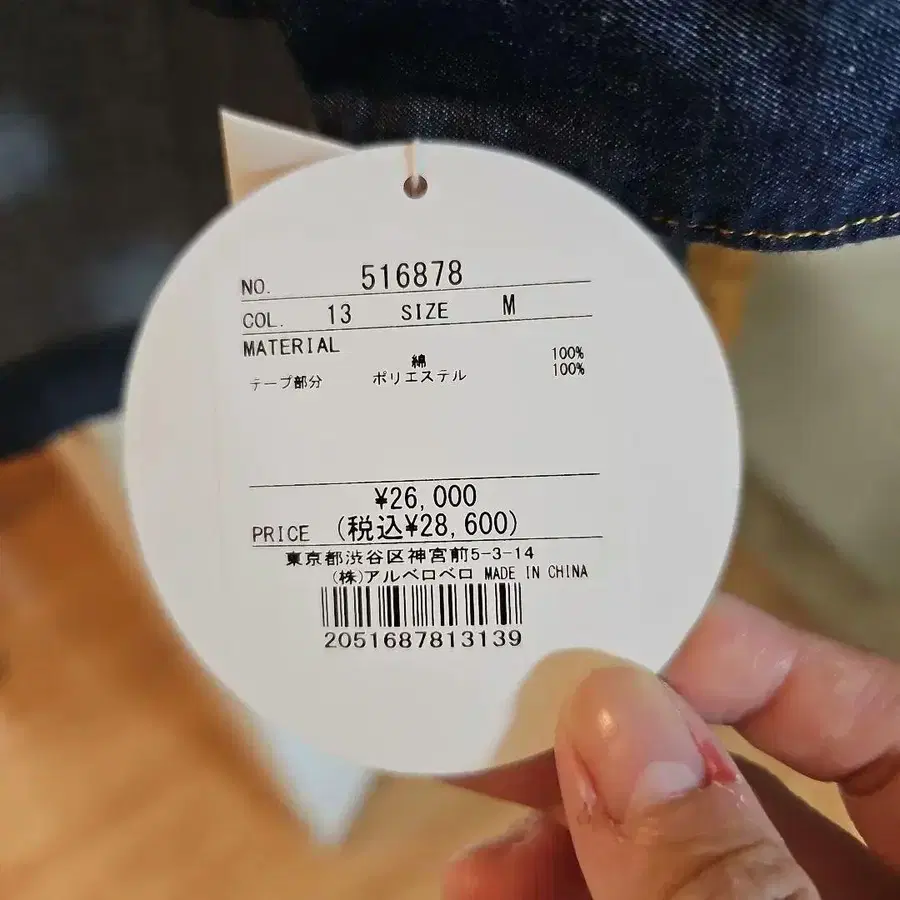 NO. 516878
COL. 13 SIZE M
MATERIAL
綿 100%
テープ部分 ポリエステル 100%
¥26,000
PRICE (税込¥28,600)
東京都渋谷区神宮前5-3-14
(株)アルベロベロ MADE IN CHINA
2051687813139